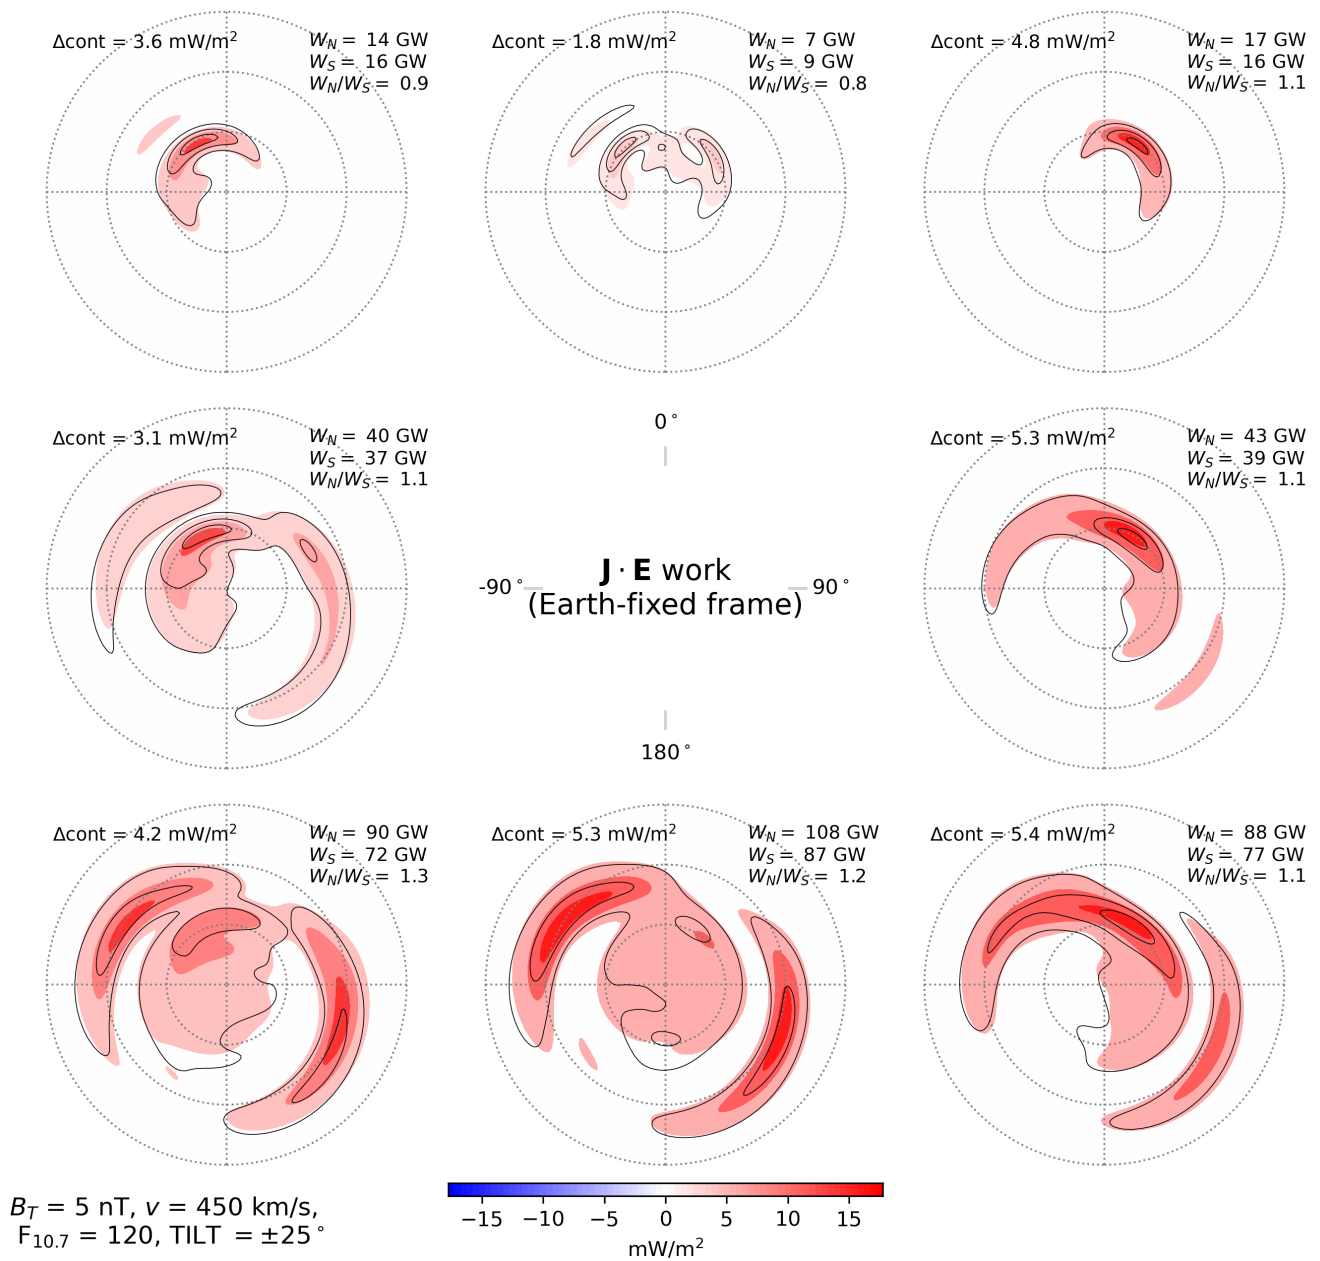 Δcont = 3.6 mW/m²
W_N = 14 GW
W_S = 16 GW
W_N/W_S = 0.9
Δcont = 1.8 mW/m²
W_N = 7 GW
W_S = 9 GW
W_N/W_S = 0.8
Δcont = 4.8 mW/m²
W_N = 17 GW
W_S = 16 GW
W_N/W_S = 1.1
Δcont = 3.1 mW/m²
W_N = 40 GW
W_S = 37 GW
W_N/W_S = 1.1
0°
-90°
J · E work
(Earth-fixed frame)
90°
180°
Δcont = 5.3 mW/m²
W_N = 43 GW
W_S = 39 GW
W_N/W_S = 1.1
Δcont = 4.2 mW/m²
W_N = 90 GW
W_S = 72 GW
W_N/W_S = 1.3
Δcont = 5.3 mW/m²
W_N = 108 GW
W_S = 87 GW
W_N/W_S = 1.2
Δcont = 5.4 mW/m²
W_N = 88 GW
W_S = 77 GW
W_N/W_S = 1.1
B_T = 5 nT, v = 450 km/s,
F_10.7 = 120, TILT = ±25°
−15 −10 −5 0 5 10 15
mW/m²